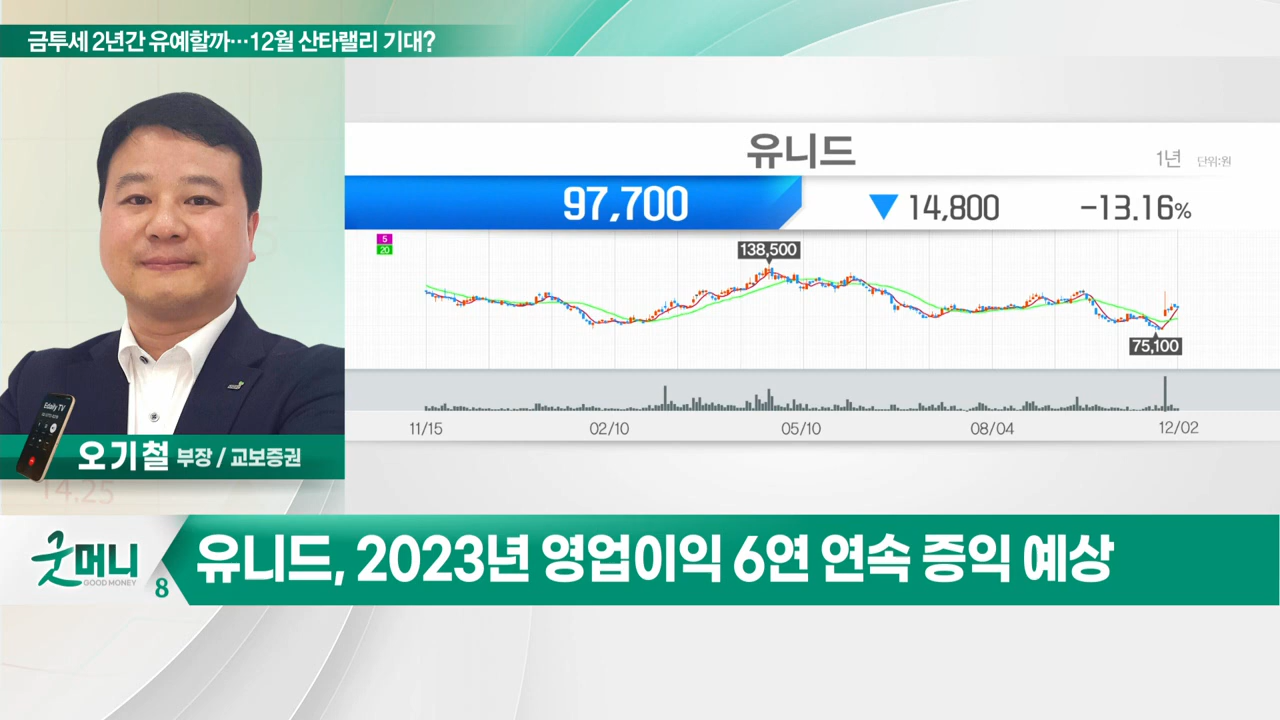 금투세 2년간 유예할까…12월 산타랠리 기대?
유니드
1년 단위:원
97,700 ▼ 14,800 -13.16%
5
20
138,500
75,100
11/15 02/10 05/10 08/04 12/02
Edaily TV
오기철 부장 / 교보증권
14.25
굿머니 GOOD MONEY 8
유니드, 2023년 영업이익 6연 연속 증익 예상